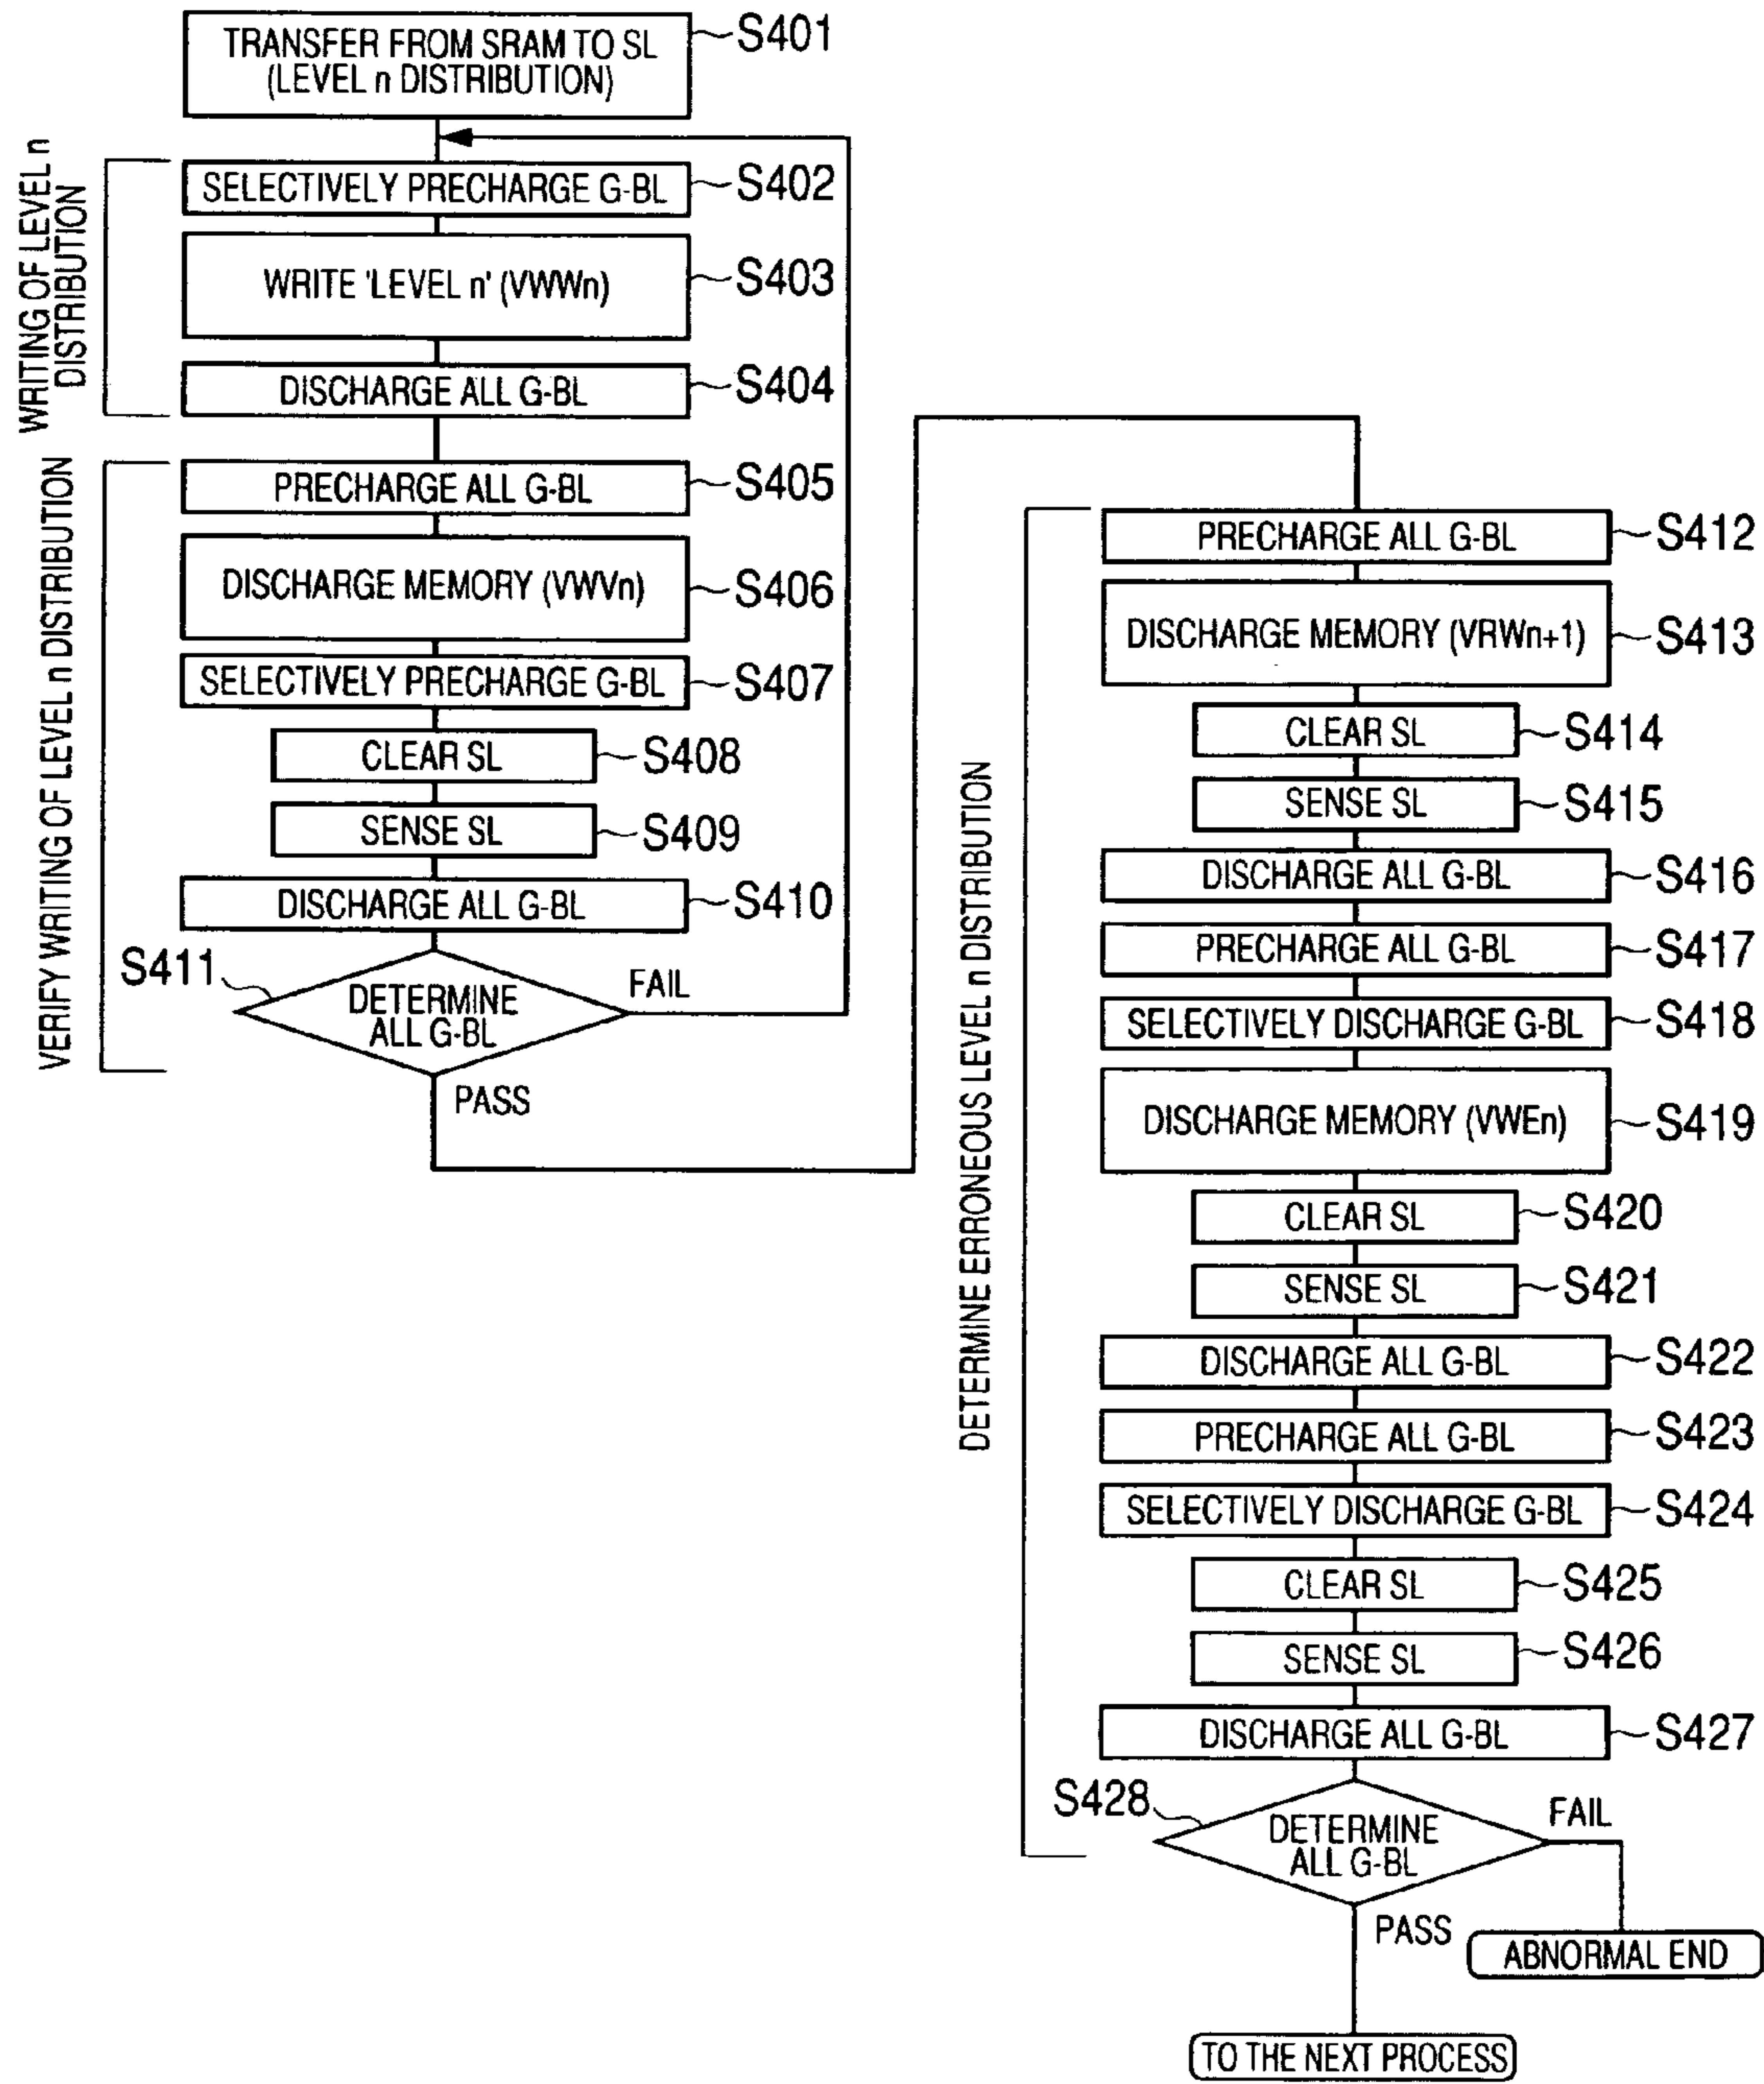 TRANSFER FROM SRAM TO SL
(LEVEL n DISTRIBUTION)
S401
WRITING OF LEVEL n
DISTRIBUTION
SELECTIVELY PRECHARGE G-BL
S402
WRITE 'LEVEL n' (VWWn)
S403
DISCHARGE ALL G-BL
S404
VERIFY WRITING OF LEVEL n DISTRIBUTION
PRECHARGE ALL G-BL
S405
DISCHARGE MEMORY (VWVn)
S406
SELECTIVELY PRECHARGE G-BL
S407
CLEAR SL
S408
SENSE SL
S409
DISCHARGE ALL G-BL
S410
S411
DETERMINE
ALL G-BL
FAIL
PASS
DETERMINE ERRONEOUS LEVEL n DISTRIBUTION
PRECHARGE ALL G-BL
S412
DISCHARGE MEMORY (VRWn+1)
S413
CLEAR SL
S414
SENSE SL
S415
DISCHARGE ALL G-BL
S416
PRECHARGE ALL G-BL
S417
SELECTIVELY DISCHARGE G-BL
S418
DISCHARGE MEMORY (VWEn)
S419
CLEAR SL
S420
SENSE SL
S421
DISCHARGE ALL G-BL
S422
PRECHARGE ALL G-BL
S423
SELECTIVELY DISCHARGE G-BL
S424
CLEAR SL
S425
SENSE SL
S426
DISCHARGE ALL G-BL
S427
S428
DETERMINE
ALL G-BL
FAIL
PASS
ABNORMAL END
TO THE NEXT PROCESS